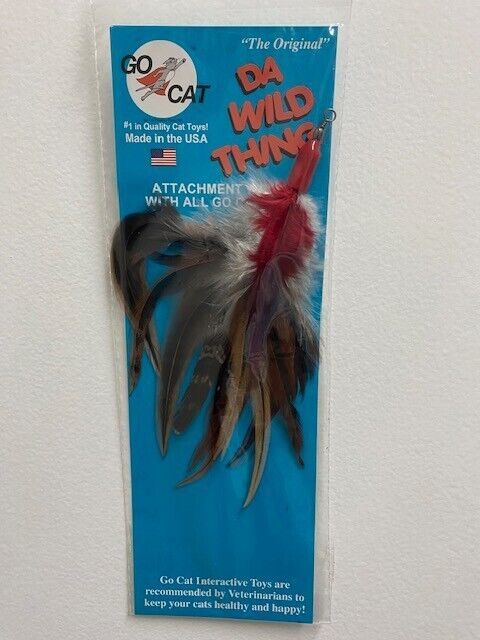 "The Original"
GO
CAT
DA
WILD
THING
#1 in Quality Cat Toys!
Made in the USA
ATTACHMENT
WITH ALL GO
Go Cat Interactive Toys are
recommended by Veterinarians to
keep your cats healthy and happy!